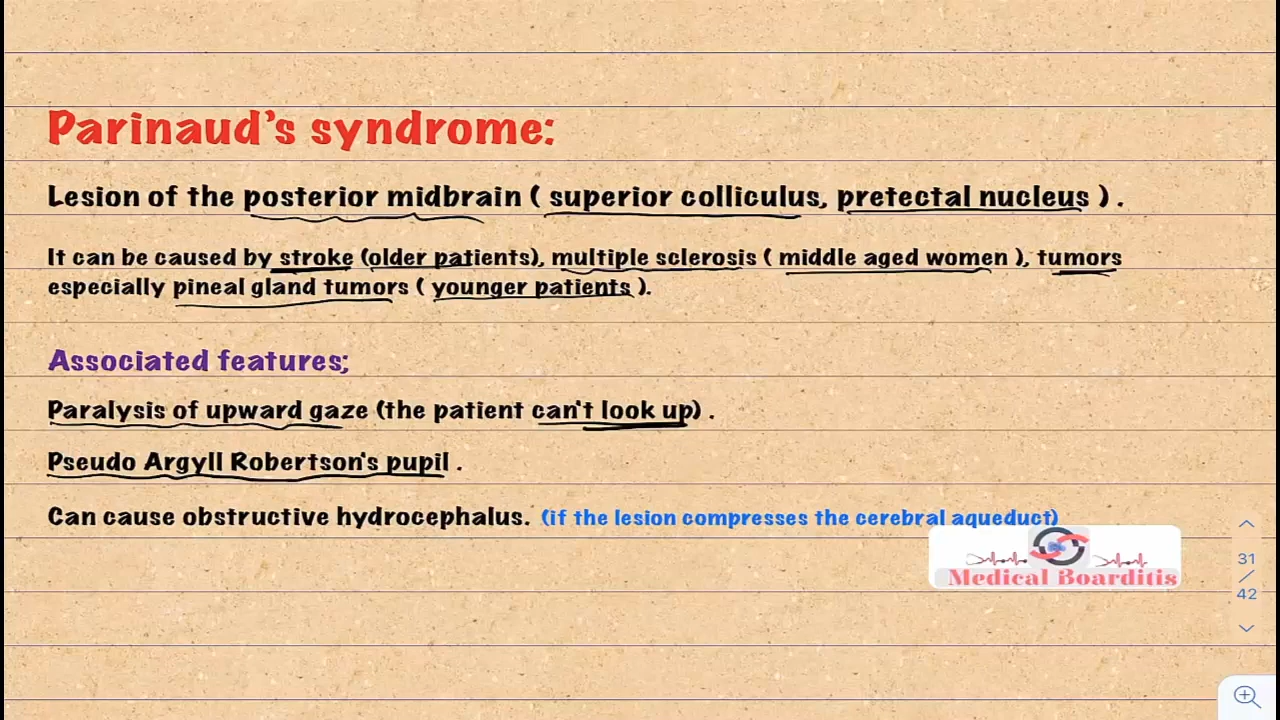 Parinaud's syndrome:
Lesion of the posterior midbrain ( superior colliculus, pretectal nucleus ) .
It can be caused by stroke (older patients), multiple sclerosis ( middle aged women ), tumors
especially pineal gland tumors ( younger patients ).
Associated features;
Paralysis of upward gaze (the patient can't look up) .
Pseudo Argyll Robertson's pupil .
Can cause obstructive hydrocephalus. (if the lesion compresses the cerebral aqueduct)
Medical Boarditis
31
/
42